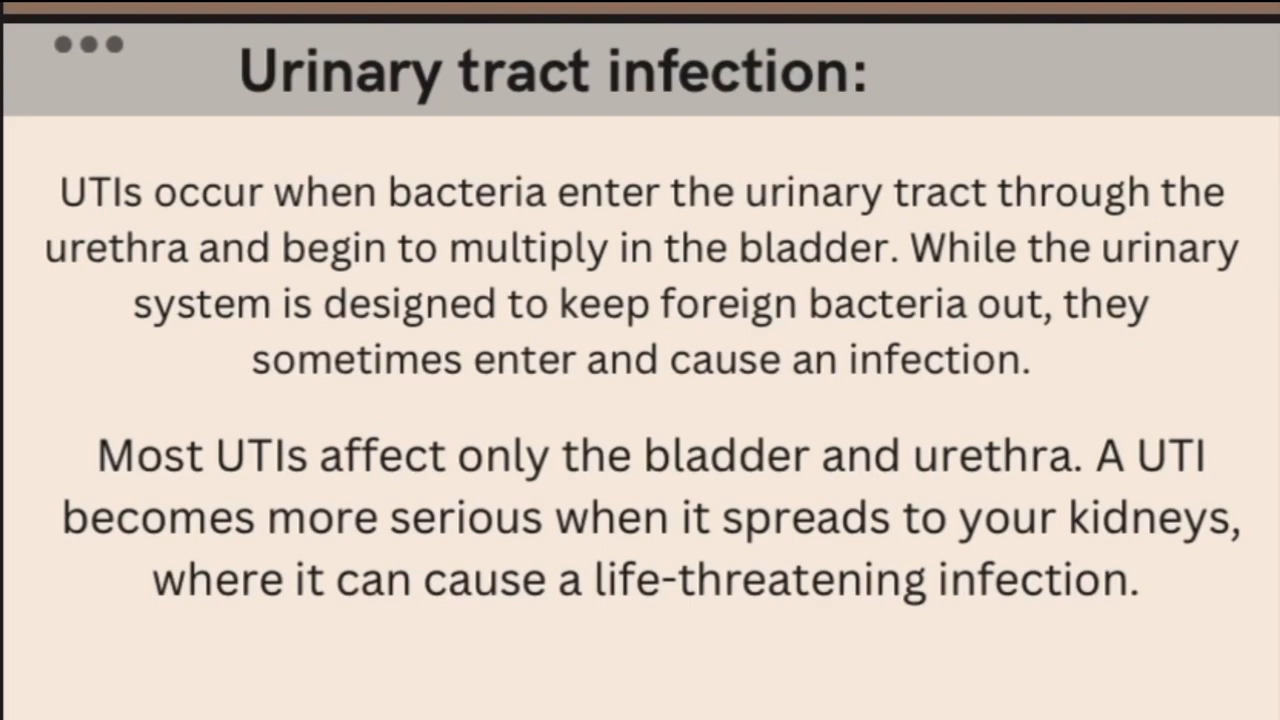 Urinary tract infection:
UTIs occur when bacteria enter the urinary tract through the
urethra and begin to multiply in the bladder. While the urinary
system is designed to keep foreign bacteria out, they
sometimes enter and cause an infection.
Most UTIs affect only the bladder and urethra. A UTI
becomes more serious when it spreads to your kidneys,
where it can cause a life-threatening infection.